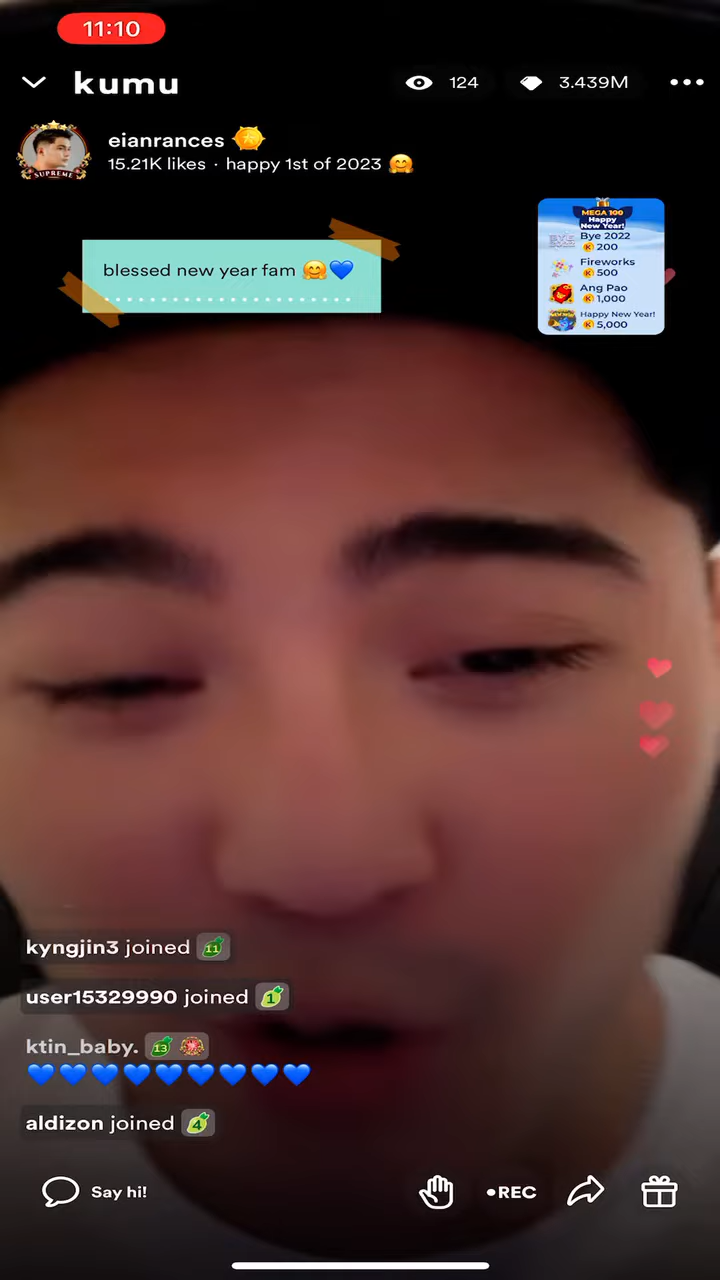 11:10
kumu
124
3.439M
eianrances
15.21K likes · happy 1st of 2023 🤗
SUPREME
blessed new year fam 🤗💙
MEGA 100
Happy
New Year!
Bye 2022
200
Fireworks
500
Ang Pao
1,000
Happy New Year!
5,000
kyngjin3 joined 11
user15329990 joined 1
ktin_baby. 13
💙💙💙💙💙💙💙💙💙
aldizon joined 4
Say hi!
•REC